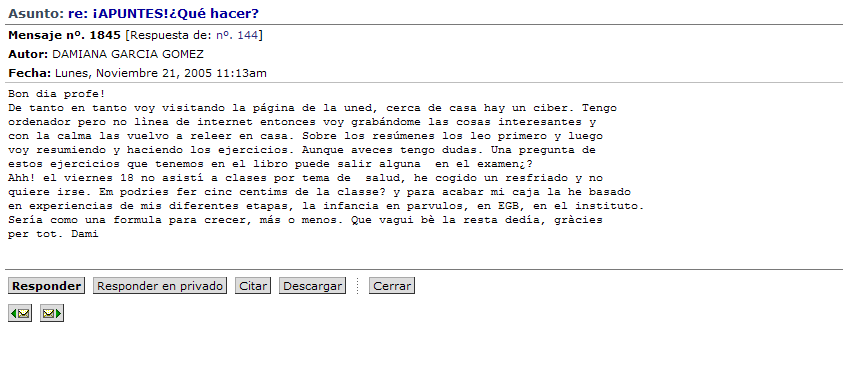 Asunto: re: ¡APUNTES!¿Qué hacer?
Mensaje nº. 1845 [Respuesta de: nº. 144]
Autor: DAMIANA GARCIA GOMEZ
Fecha: Lunes, Noviembre 21, 2005 11:13am
Bon dia profe!
De tanto en tanto voy visitando la página de la uned, cerca de casa hay un ciber. Tengo
ordenador pero no lìnea de internet entonces voy grabándome las cosas interesantes y
con la calma las vuelvo a releer en casa. Sobre los resúmenes los leo primero y luego
voy resumiendo y haciendo los ejercicios. Aunque aveces tengo dudas. Una pregunta de
estos ejercicios que tenemos en el libro puede salir alguna  en el examen¿?
Ahh! el viernes 18 no asistí a clases por tema de  salud, he cogido un resfriado y no
quiere irse. Em podries fer cinc centims de la classe? y para acabar mi caja la he basado
en experiencias de mis diferentes etapas, la infancia en parvulos, en EGB, en el instituto.
Sería como una formula para crecer, más o menos. Que vagui bè la resta dedía, gràcies
per tot. Dami
Responder Responder en privado Citar Descargar Cerrar